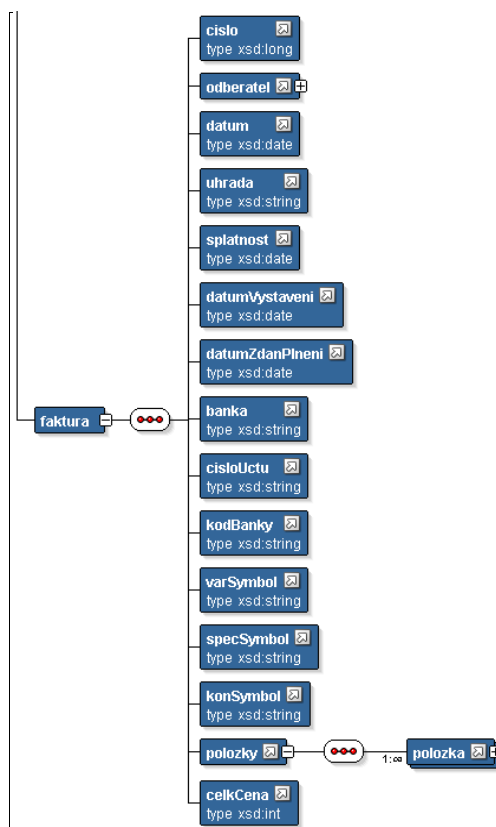 cislo
type xsd:long
odberatel
datum
type xsd:date
uhrada
type xsd:string
splatnost
type xsd:date
datumVystaveni
type xsd:date
datumZdanPlneni
type xsd:date
faktura
banka
type xsd:string
cisloUctu
type xsd:string
kodBanky
type xsd:string
varSymbol
type xsd:string
specSymbol
type xsd:string
konSymbol
type xsd:string
polozky
1:∞
polozka
celkCena
type xsd:int